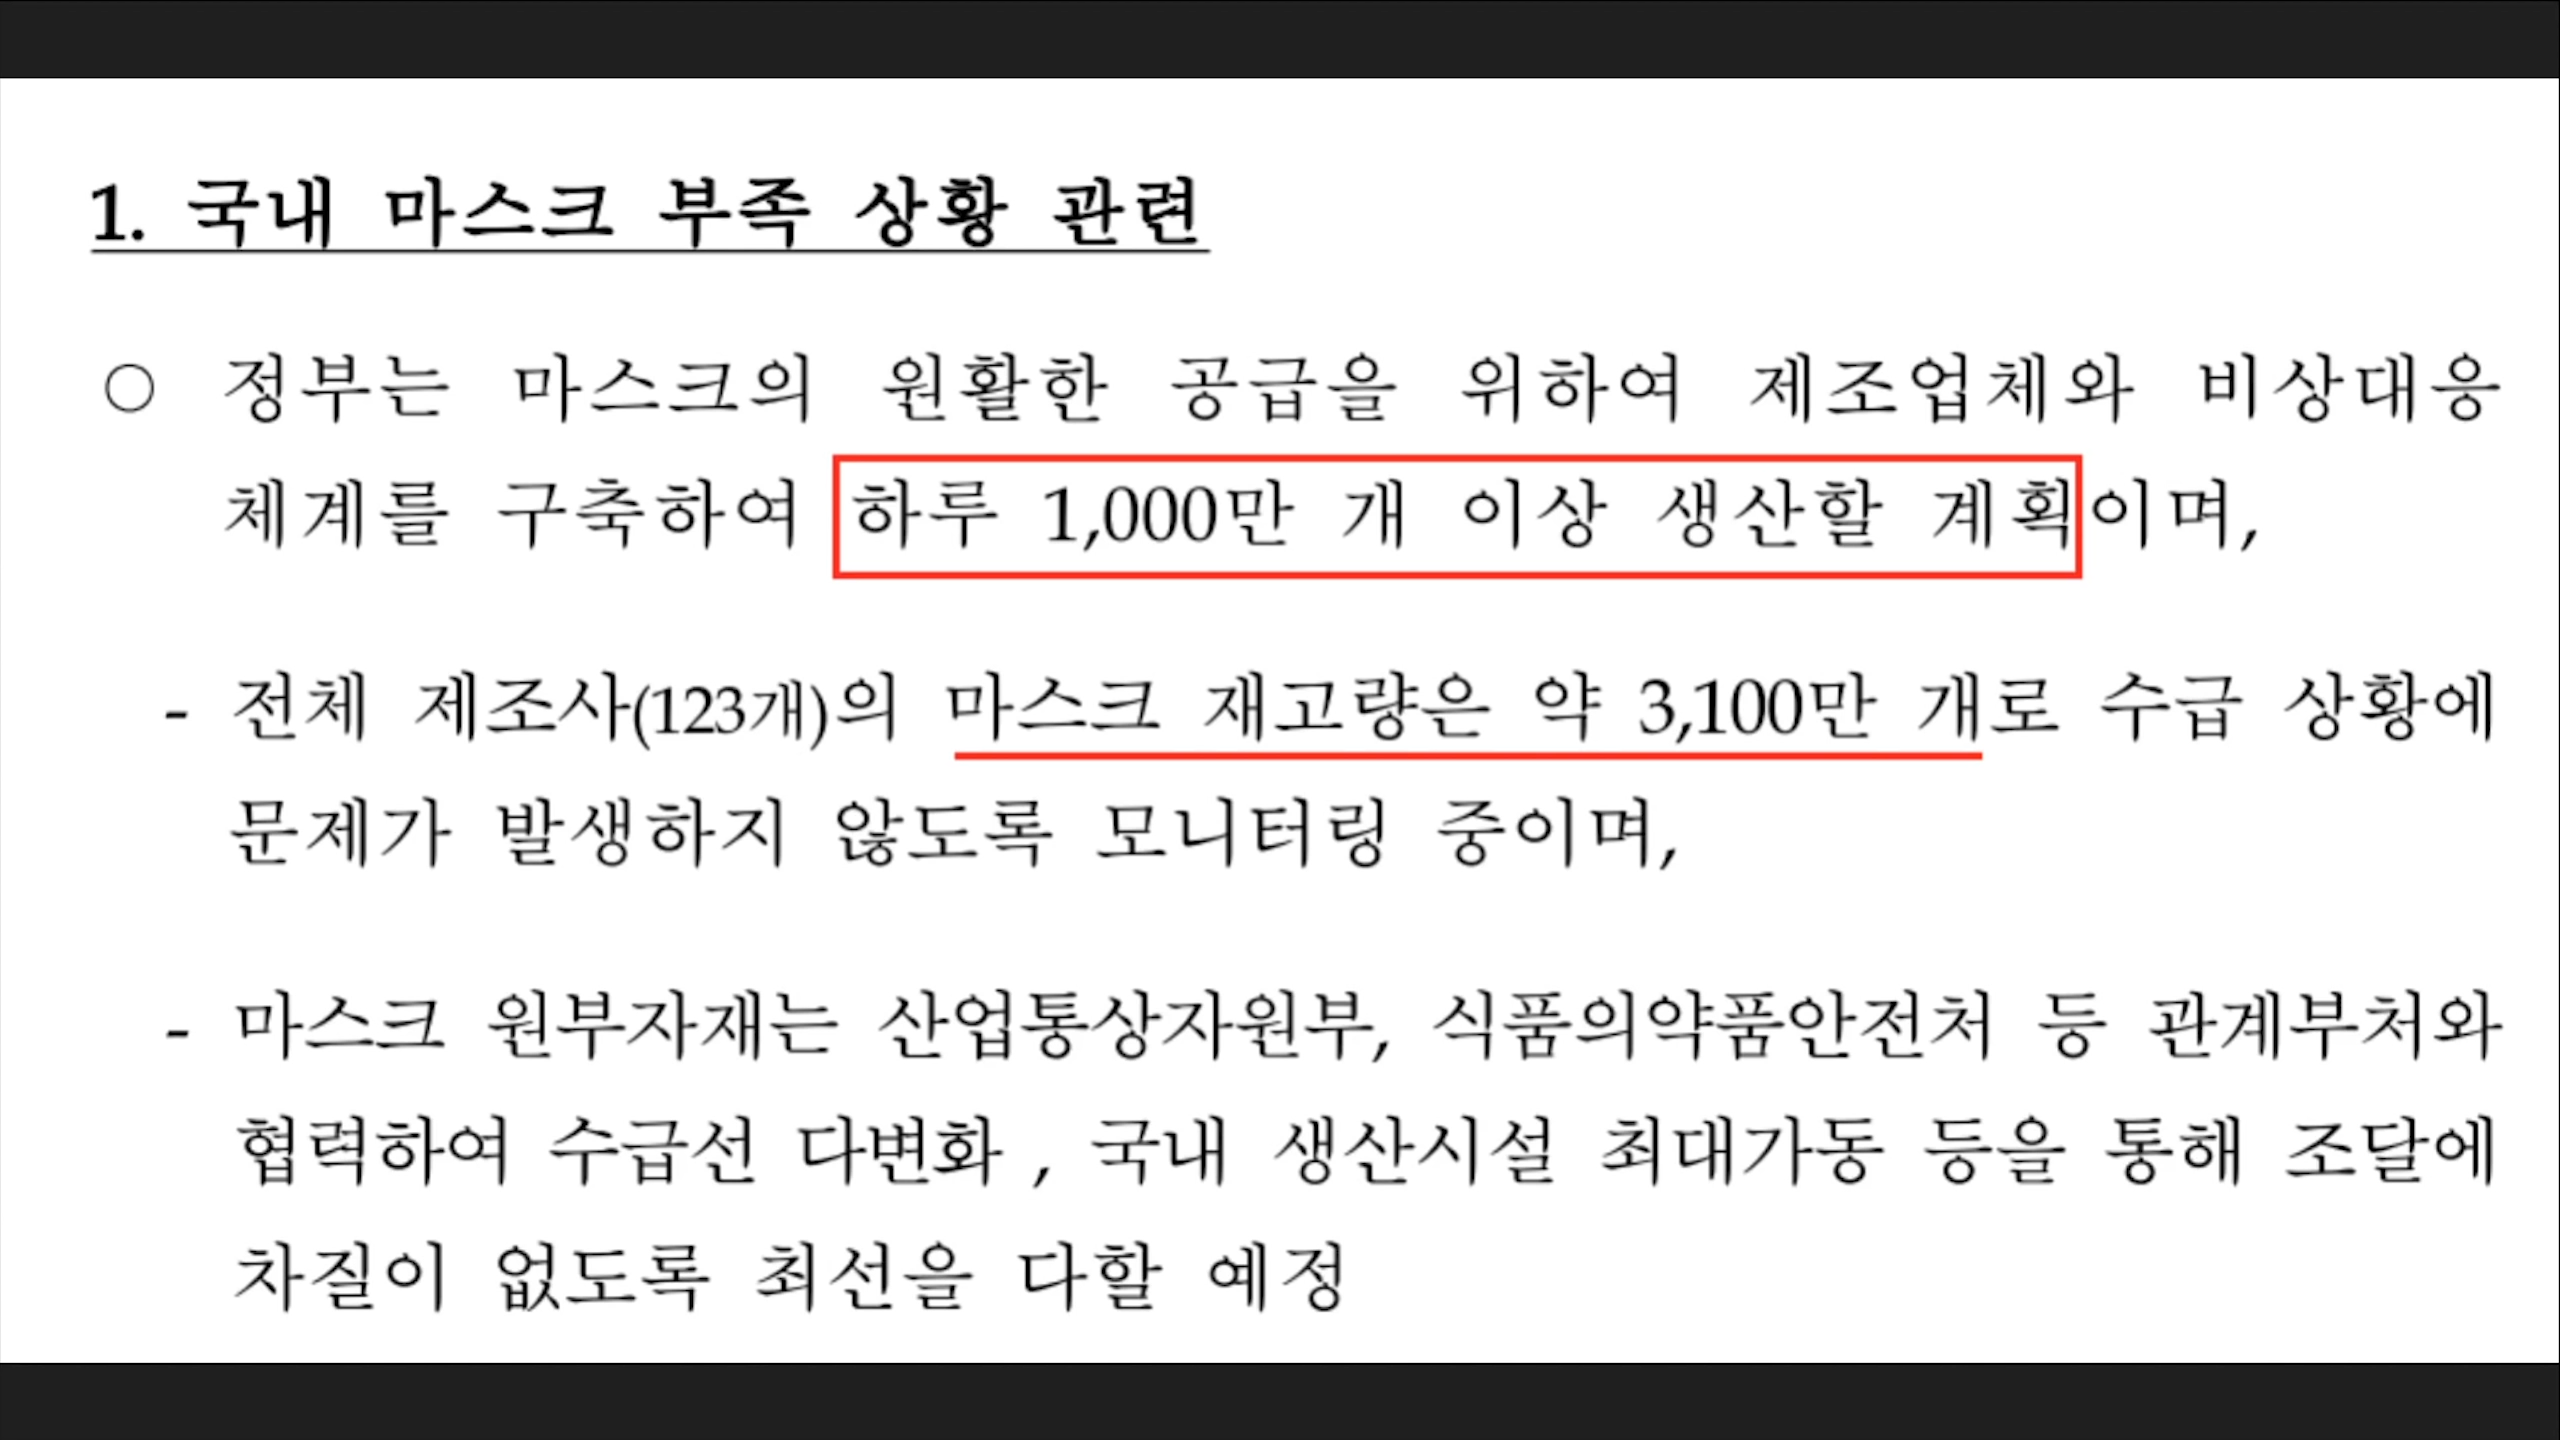 1. 국내 마스크 부족 상황 관련
○ 정부는 마스크의 원활한 공급을 위하여 제조업체와 비상대응
체계를 구축하여 하루 1,000만 개 이상 생산할 계획이며,
- 전체 제조사(123개)의 마스크 재고량은 약 3,100만 개로 수급 상황에
문제가 발생하지 않도록 모니터링 중이며,
- 마스크 원부자재는 산업통상자원부, 식품의약품안전처 등 관계부처와
협력하여 수급선 다변화 , 국내 생산시설 최대가동 등을 통해 조달에
차질이 없도록 최선을 다할 예정